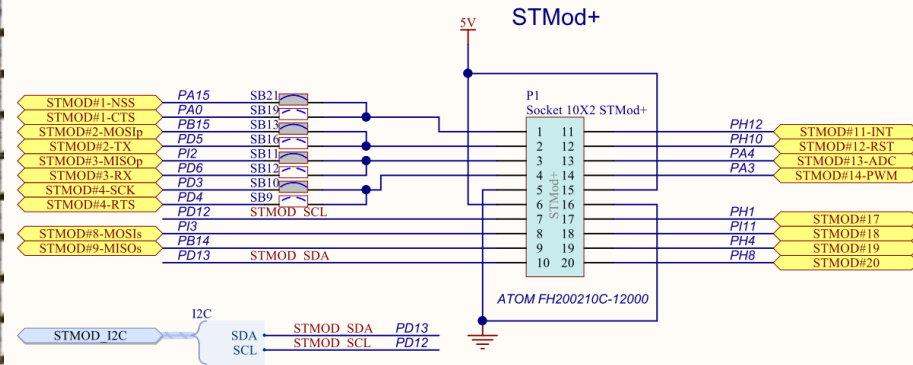 STMod+
5V
P1
Socket 10X2 STMod+
STMOD#1-NSS PA15 SB21
STMOD#1-CTS PA0 SB19
STMOD#2-MOSIp PB15 SB13
STMOD#2-TX PD5 SB16
STMOD#3-MISOp PI2 SB11
STMOD#3-RX PD6 SB12
STMOD#4-SCK PD3 SB10
STMOD#4-RTS PD4 SB9
PD12 STMOD_SCL
STMOD#8-MOSIs PI3
STMOD#9-MISOs PB14
PD13 STMOD_SDA
1 11
2 12
3 13
4 14
5 15
6 16
7 17
8 18
9 19
10 20
STMod+
PH12 STMOD#11-INT
PH10 STMOD#12-RST
PA4 STMOD#13-ADC
PA3 STMOD#14-PWM
PH1 STMOD#17
PI11 STMOD#18
PH4 STMOD#19
PH8 STMOD#20
ATOM FH200210C-12000
I2C
STMOD_I2C
SDA STMOD_SDA PD13
SCL STMOD_SCL PD12